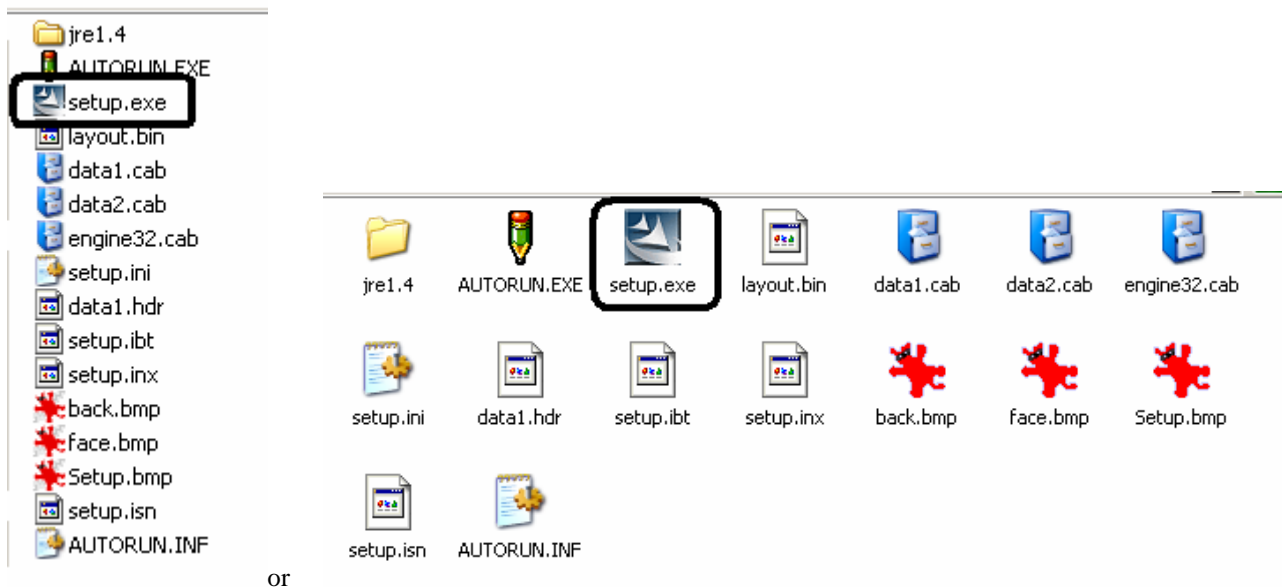 jre1.4
AUTORUN.EXE
setup.exe
layout.bin
data1.cab
data2.cab
engine32.cab
setup.ini
data1.hdr
setup.ibt
setup.inx
back.bmp
face.bmp
Setup.bmp
setup.isn
AUTORUN.INF
or
jre1.4 AUTORUN.EXE setup.exe layout.bin data1.cab data2.cab engine32.cab
setup.ini data1.hdr setup.ibt setup.inx back.bmp face.bmp Setup.bmp
setup.isn AUTORUN.INF